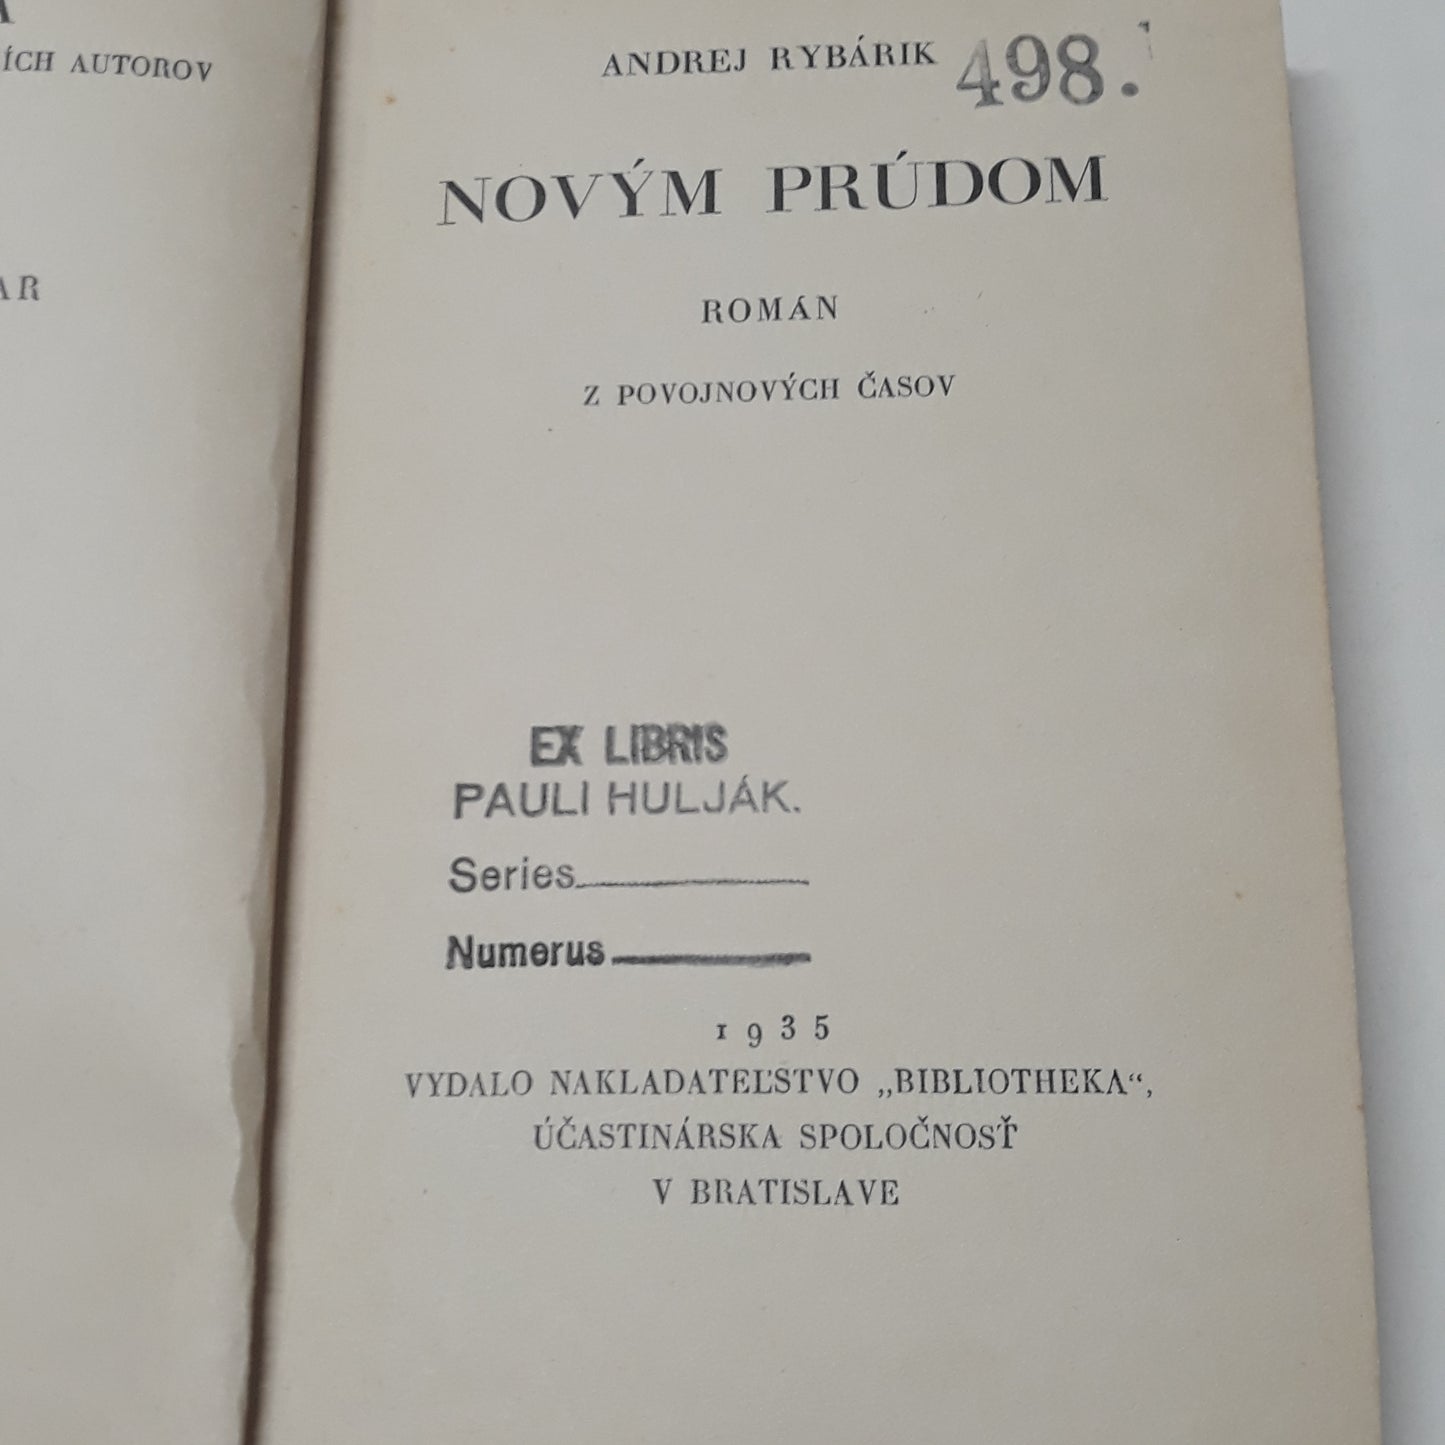 ÍCH AUTOROV
AR
ANDREJ RYBÁRIK 498.
NOVÝM PRÚDOM
ROMÁN
Z POVOJNOVÝCH ČASOV
EX LIBRIS
PAULI HULJÁK.
Series
Numerus
1935
VYDALO NAKLADATEĽSTVO „BIBLIOTHEKA“,
ÚČASTINÁRSKA SPOLOČNOSŤ
V BRATISLAVE